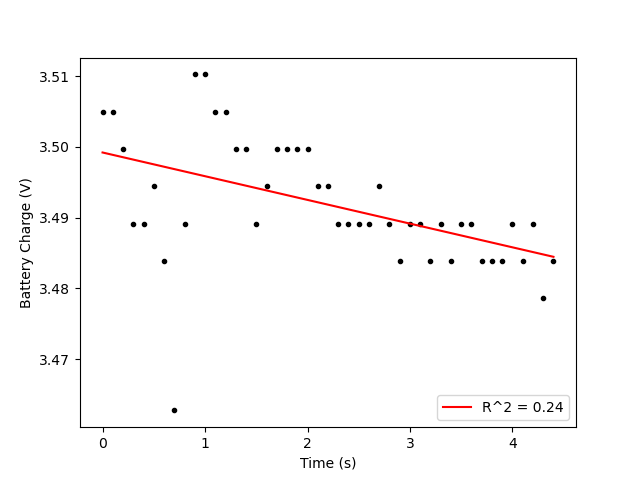 3.51
3.50
3.49
3.48
3.47
Battery Charge (V)
R^2 = 0.24
0 1 2 3 4
Time (s)